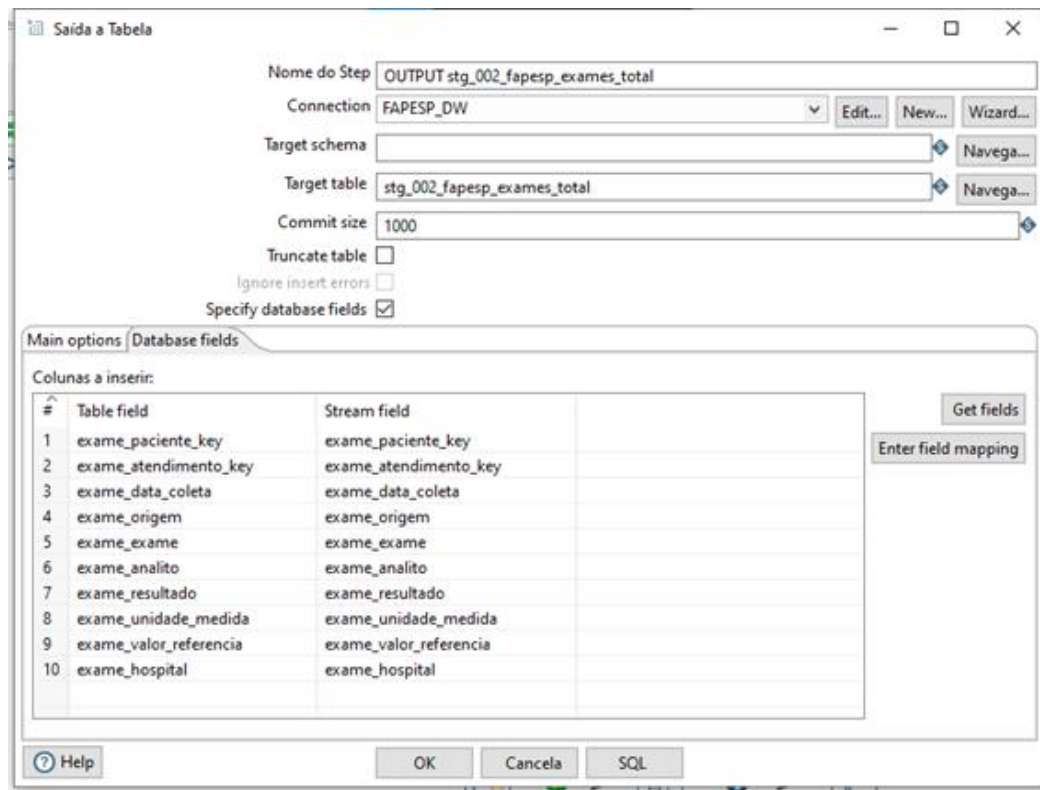 Saída a Tabela
Nome do Step OUTPUT stg_002_fapesp_exames_total
Connection FAPESP_DW Edit... New... Wizard...
Target schema Navega...
Target table stg_002_fapesp_exames_total Navega...
Commit size 1000
Truncate table
Ignore insert errors
Specify database fields
Main options Database fields
Colunas a inserir:
# Table field Stream field Get fields
1 exame_paciente_key exame_paciente_key
Enter field mapping
2 exame_atendimento_key exame_atendimento_key
3 exame_data_coleta exame_data_coleta
4 exame_origem exame_origem
5 exame_exame exame_exame
6 exame_analito exame_analito
7 exame_resultado exame_resultado
8 exame_unidade_medida exame_unidade_medida
9 exame_valor_referencia exame_valor_referencia
10 exame_hospital exame_hospital
? Help OK Cancela SQL